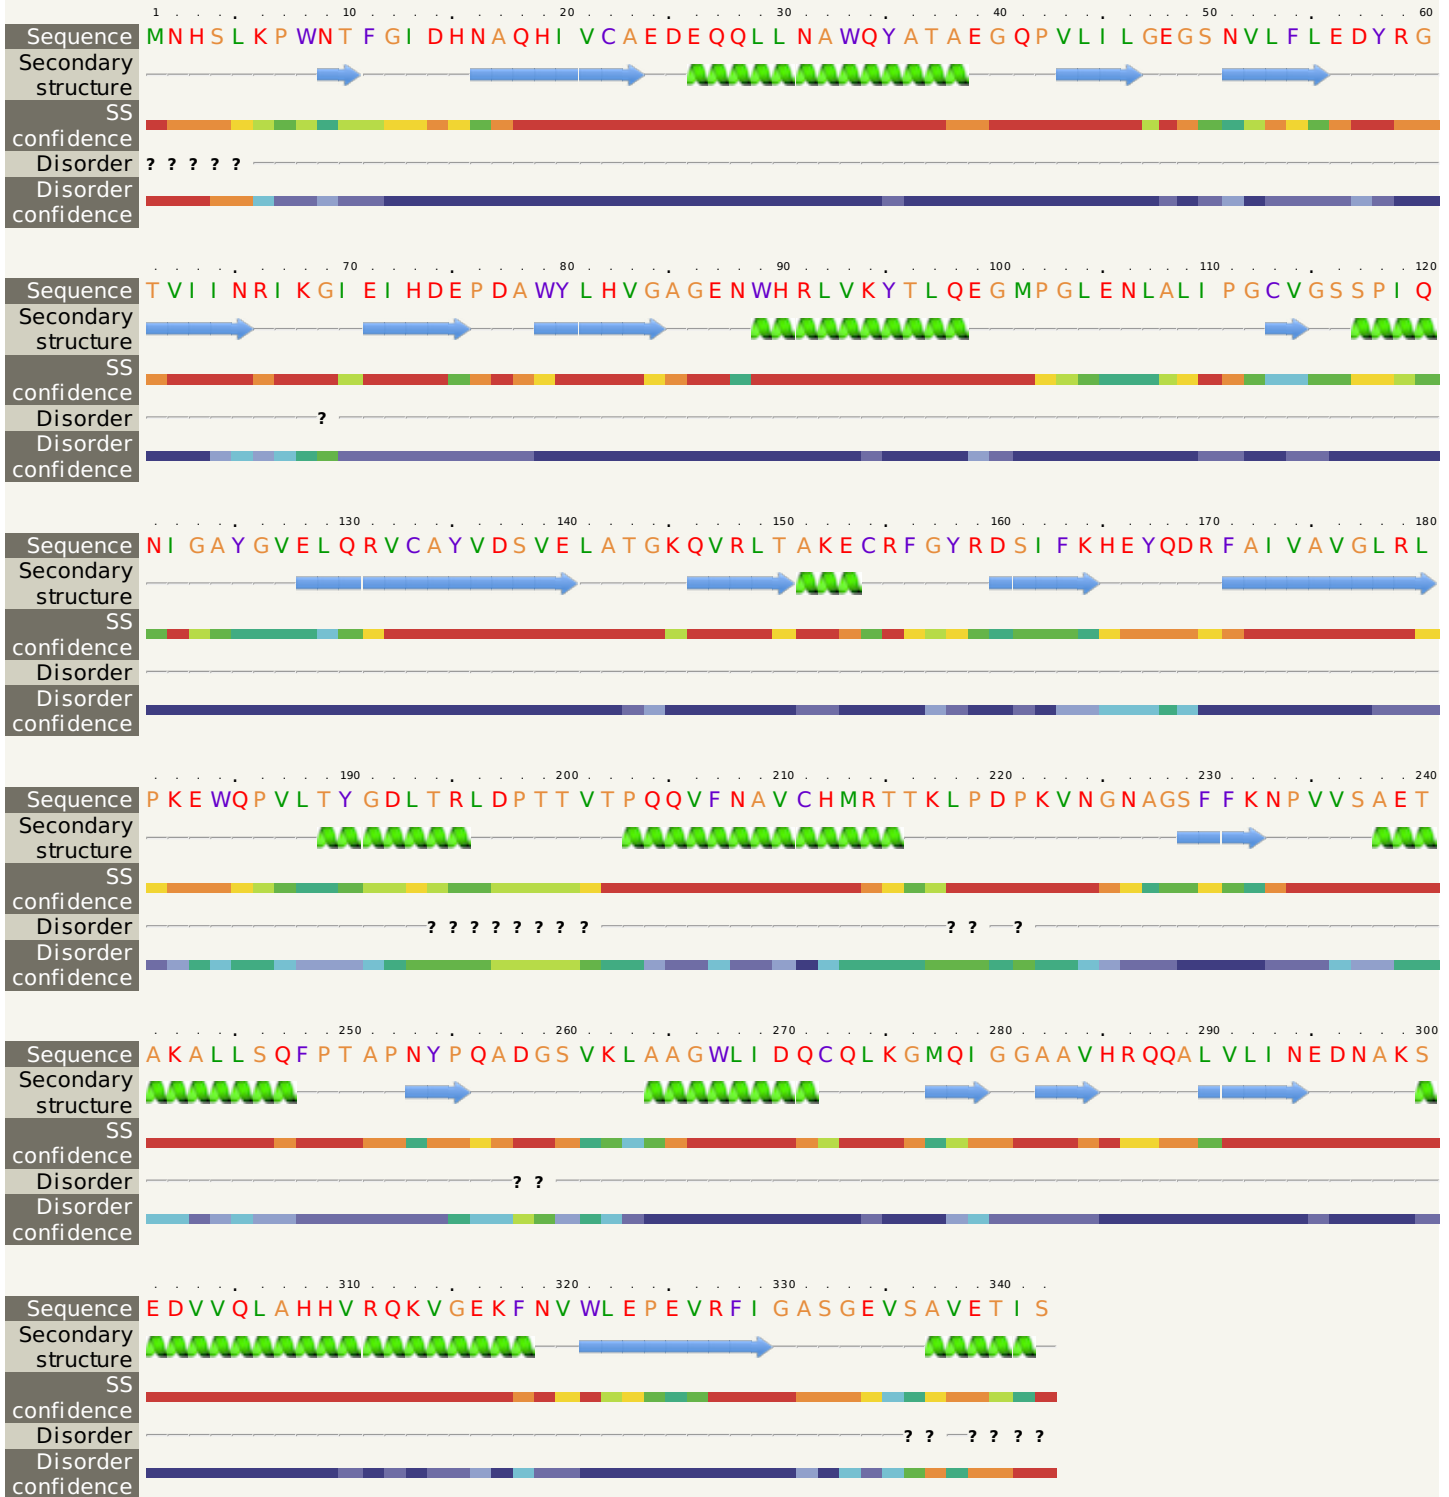 1 . . . . . . . . 10 . . . . . . . . . 20 . . . . . . . . . 30 . . . . . . . . . 40 . . . . . . . . . 50 . . . . . . . . . 60
Sequence MNHSLKPWNTFGIDHNAQHIVCAEDEQQLLNAWQYATAEGQPVLILGEGSNVLFLEDYRG
Secondary
structure
SS
confidence
Disorder ? ? ? ? ?
Disorder
confidence
. . . . . . . . . 70 . . . . . . . . . 80 . . . . . . . . . 90 . . . . . . . . . 100 . . . . . . . . . 110 . . . . . . . . . 120
Sequence TVIINRIKGIEIHDEPDAWYLHVGAGENWHRLVKYTLQEGMPGLENLALIPGCVGSSPIQ
Secondary
structure
SS
confidence
Disorder ?
Disorder
confidence
. . . . . . . . . 130 . . . . . . . . . 140 . . . . . . . . . 150 . . . . . . . . . 160 . . . . . . . . . 170 . . . . . . . . . 180
Sequence NIGAYGVELQRVCAYVDSVELATGKQVRLTAKECRFGYRDSIFKHEYQDRFAIVAVGLRL
Secondary
structure
SS
confidence
Disorder
Disorder
confidence
. . . . . . . . . 190 . . . . . . . . . 200 . . . . . . . . . 210 . . . . . . . . . 220 . . . . . . . . . 230 . . . . . . . . . 240
Sequence PKEWQPVLTYGDLTRLDPTTVTPQQVFNAVCHMRTTKLPDPKVNGNAGSFFKNPVVSAET
Secondary
structure
SS
confidence
Disorder ? ? ? ? ? ? ? ? ? ? ?
Disorder
confidence
. . . . . . . . . 250 . . . . . . . . . 260 . . . . . . . . . 270 . . . . . . . . . 280 . . . . . . . . . 290 . . . . . . . . . 300
Sequence AKALLSQFPTAPNYPQADGSVKLAAGWLIDQCQLKGMQIGGAAVHRQQALVLINEDNAKS
Secondary
structure
SS
confidence
Disorder ? ?
Disorder
confidence
. . . . . . . . . 310 . . . . . . . . . 320 . . . . . . . . . 330 . . . . . . . . . 340 . .
Sequence EDVVQLAHHVRQKVGEKFNVWLEPEVRFIGASGEVSAVETIS
Secondary
structure
SS
confidence
Disorder ? ? ? ? ? ?
Disorder
confidence